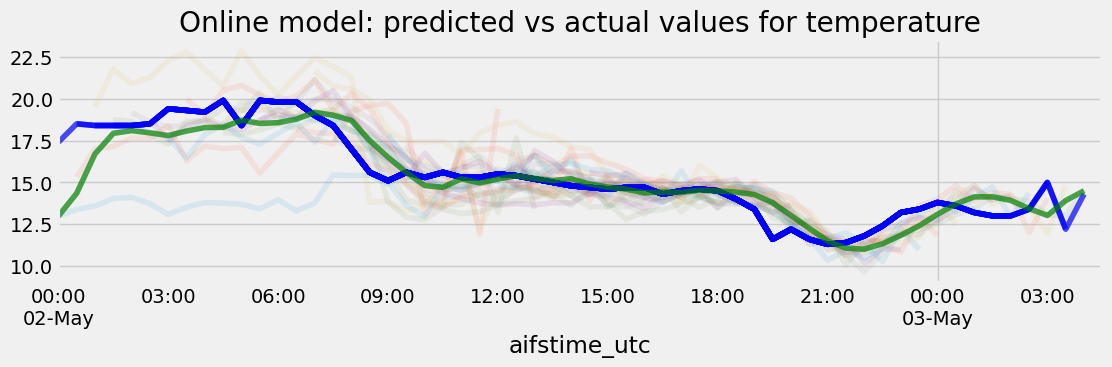 Online model: predicted vs actual values for temperature
22.5
20.0
17.5
15.0
12.5
10.0
00:00 03:00 06:00 09:00 12:00 15:00 18:00 21:00 00:00 03:00
02-May 03-May
aifstime_utc